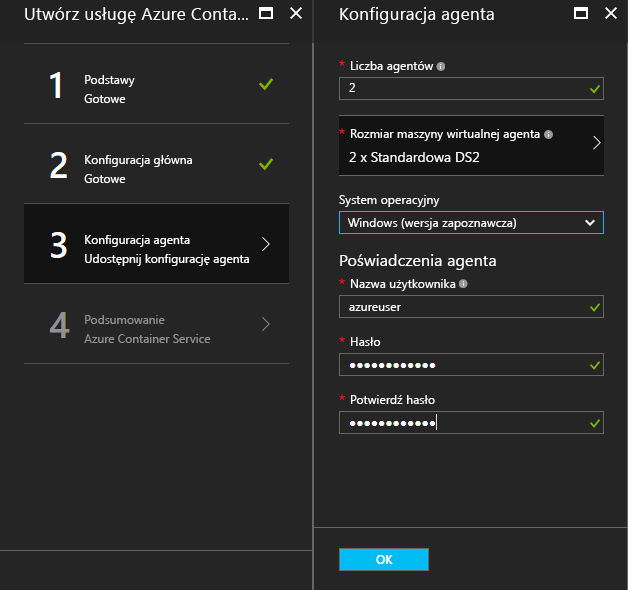 Utwórz usługę Azure Conta...
1
Podstawy
Gotowe
2
Konfiguracja główna
Gotowe
3
Konfiguracja agenta
Udostępnij konfigurację agenta
4
Podsumowanie
Azure Container Service
Konfiguracja agenta
* Liczba agentów
2
* Rozmiar maszyny wirtualnej agenta
2 x Standardowa DS2
System operacyjny
Windows (wersja zapoznawcza)
Poświadczenia agenta
* Nazwa użytkownika
azureuser
* Hasło
••••••••••••
* Potwierdź hasło
••••••••••••
OK